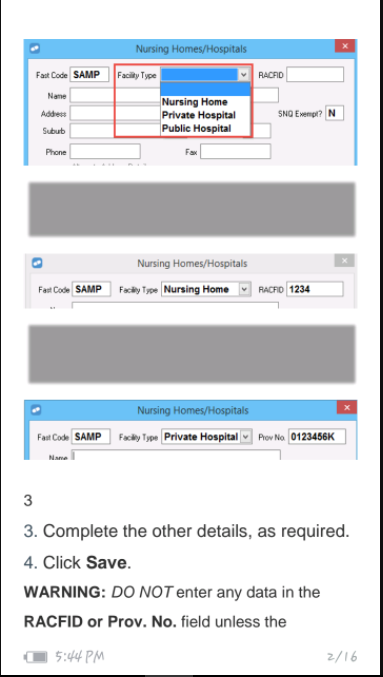 Nursing Homes/Hospitals
Fast Code SAMP Facility Type RACFID
Name
Nursing Home
Address Private Hospital SNQ Exempt? N
Suburb Public Hospital
Phone Fax
Nursing Homes/Hospitals
Fast Code SAMP Facility Type Nursing Home RACFID 1234
Nursing Homes/Hospitals
Fast Code SAMP Facility Type Private Hospital Prov No. 0123456K
Name
3
3. Complete the other details, as required.
4. Click Save.
WARNING: DO NOT enter any data in the
RACFID or Prov. No. field unless the
5:44 PM 2/16